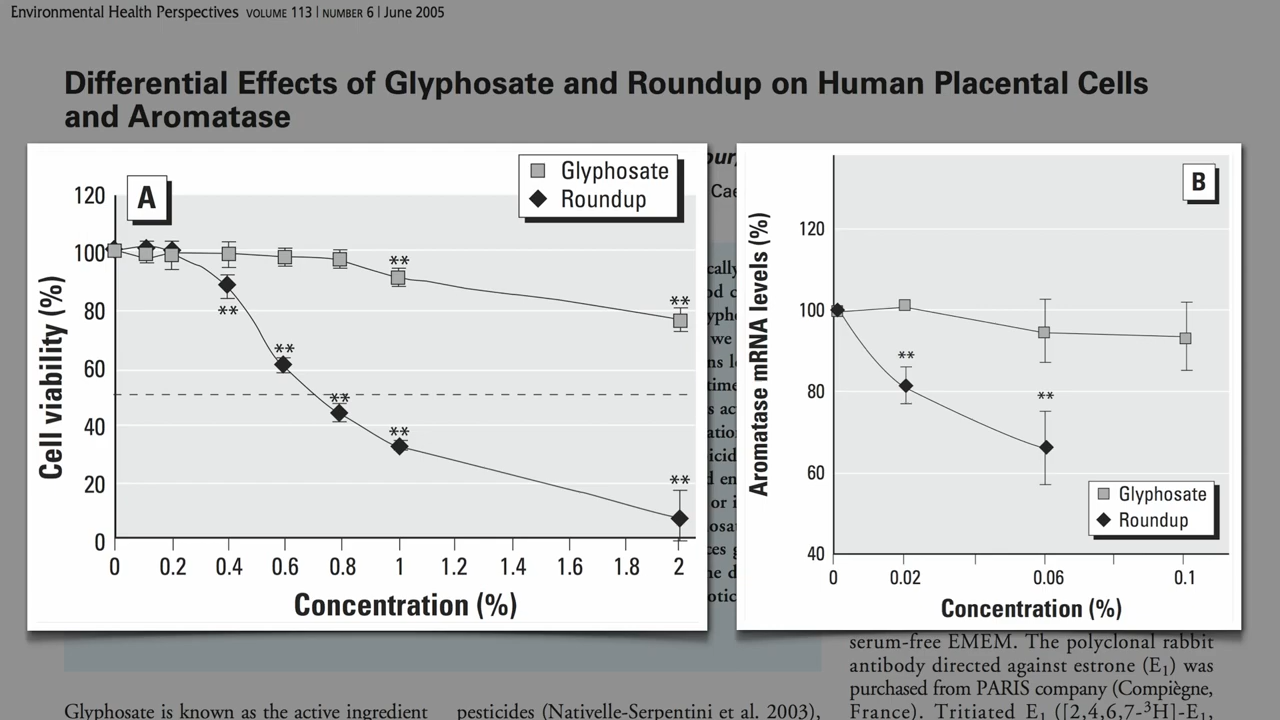 Environmental Health Perspectives VOLUME 113 | NUMBER 6 | June 2005
Differential Effects of Glyphosate and Roundup on Human Placental Cells
and Aromatase
A
Glyphosate
Roundup
120
100
80
60
40
20
0
Cell viability (%)
**
**
**
**
**
**
**
0 0.2 0.4 0.6 0.8 1 1.2 1.4 1.6 1.8 2
Concentration (%)
B
120
100
80
60
40
Aromatase mRNA levels (%)
**
**
Glyphosate
Roundup
0 0.02 0.06 0.1
Concentration (%)
serum-free EMEM. The polyclonal rabbit
antibody directed against estrone (E1) was
purchased from PARIS company (Compiègne,
Glyphosate is known as the active ingredient
pesticides (Nativelle-Serpentini et al. 2003),
France). Tritiated E1 ([2,4,6,7-³H]-E1,